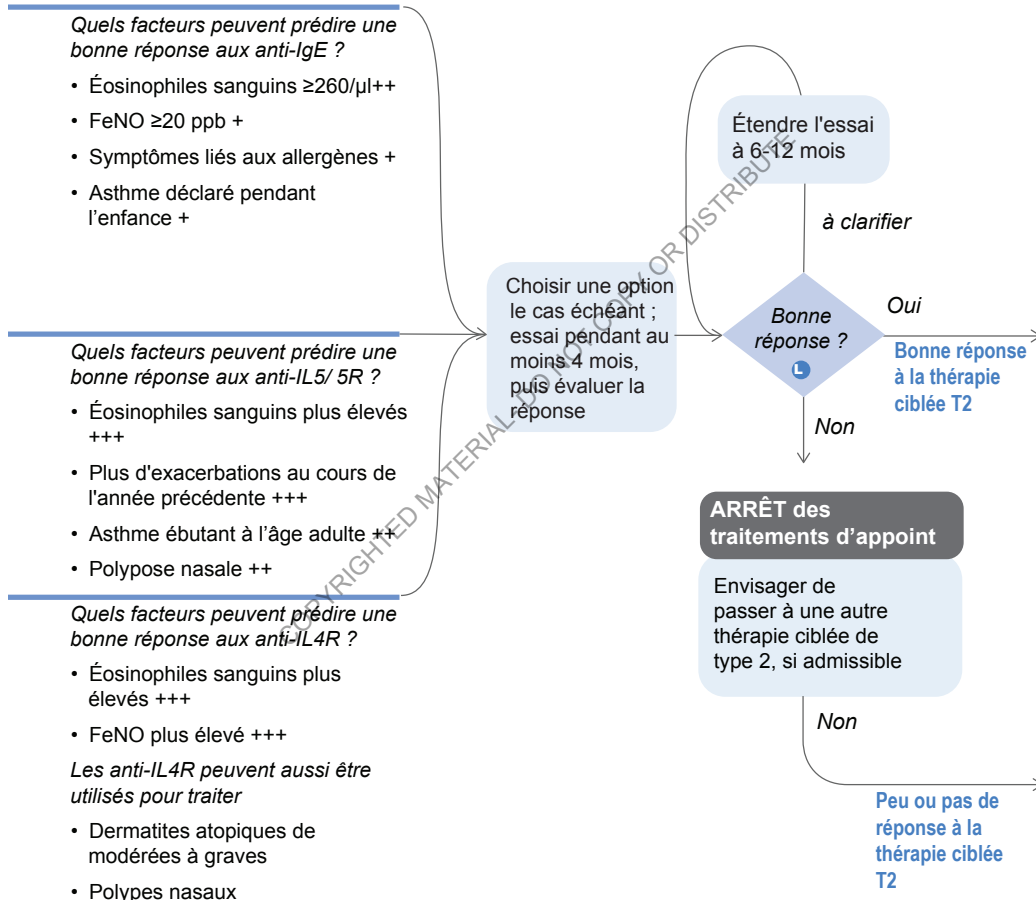 Quels facteurs peuvent prédire une
bonne réponse aux anti-IgE ?
• Éosinophiles sanguins ≥260/µl++
• FeNO ≥20 ppb +
• Symptômes liés aux allergènes +
• Asthme déclaré pendant
l’enfance +
Quels facteurs peuvent prédire une
bonne réponse aux anti-IL5/ 5R ?
• Éosinophiles sanguins plus élevés
+++
• Plus d'exacerbations au cours de
l'année précédente +++
• Asthme ébutant à l’âge adulte ++
• Polypose nasale ++
Quels facteurs peuvent prédire une
bonne réponse aux anti-IL4R ?
• Éosinophiles sanguins plus
élevés +++
• FeNO plus élevé +++
Les anti-IL4R peuvent aussi être
utilisés pour traiter
• Dermatites atopiques de
modérées à graves
• Polypes nasaux
Choisir une option
le cas échéant ;
essai pendant au
moins 4 mois,
puis évaluer la
réponse
Étendre l'essai
à 6-12 mois
à clarifier
Bonne
réponse ?
L
Oui
Bonne réponse
à la thérapie
ciblée T2
Non
ARRÊT des
traitements d’appoint
Envisager de
passer à une autre
thérapie ciblée de
type 2, si admissible
Non
Peu ou pas de
réponse à la
thérapie ciblée
T2
COPYRIGHTED MATERIAL- DO NOT COPY OR DISTRIBUTE